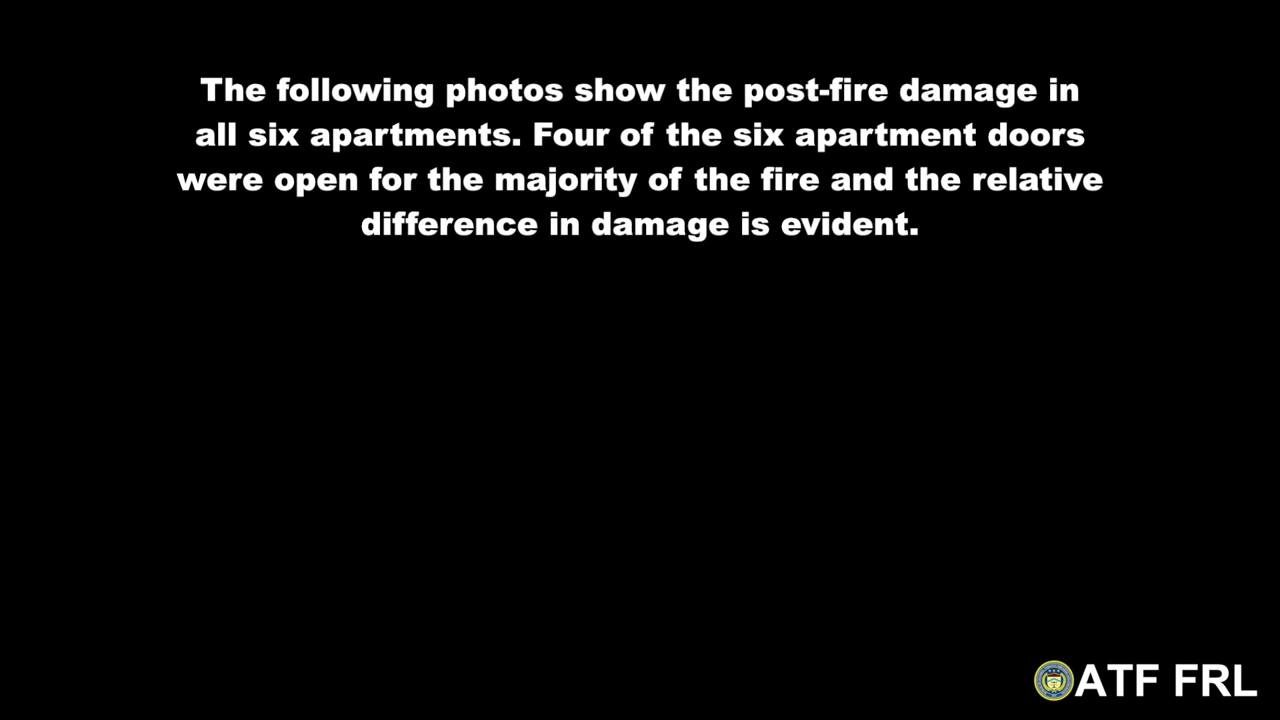 The following photos show the post-fire damage in
all six apartments. Four of the six apartment doors
were open for the majority of the fire and the relative
difference in damage is evident.
ATF FRL